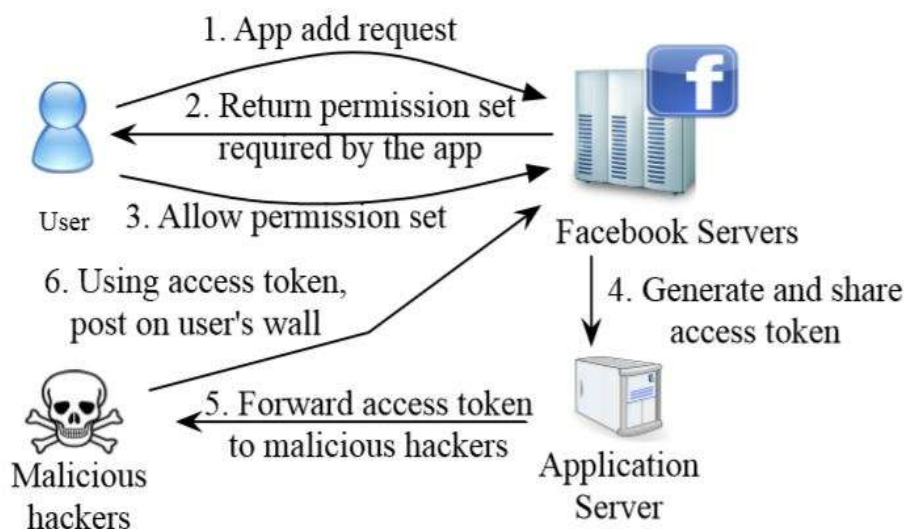 1. App add request
f
2. Return permission set
required by the app
User
3. Allow permission set
Facebook Servers
6. Using access token,
post on user's wall
4. Generate and share
access token
5. Forward access token
to malicious hackers
Malicious
hackers
Application
Server